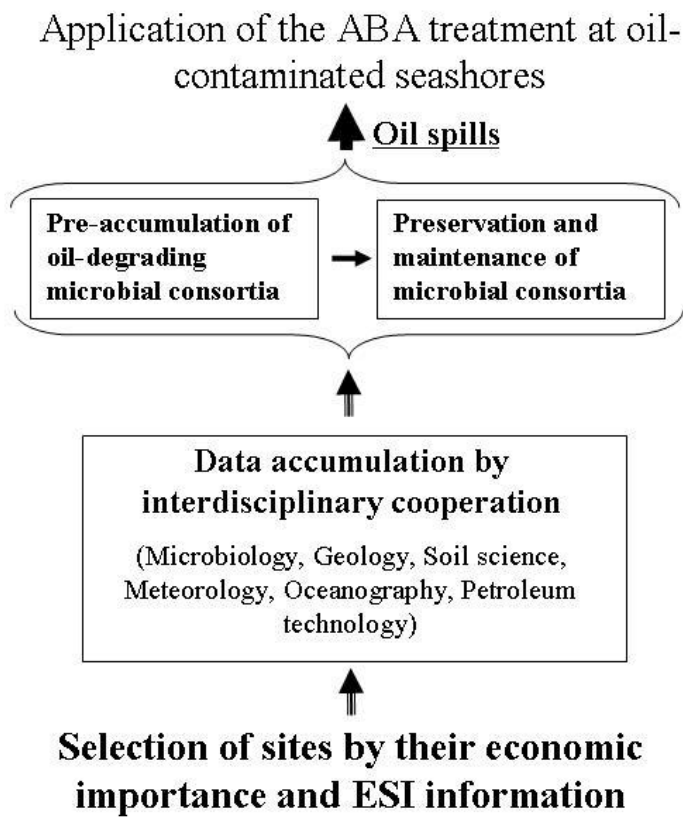 Application of the ABA treatment at oil-
contaminated seashores
Oil spills
Pre-accumulation of
oil-degrading
microbial consortia
Preservation and
maintenance of
microbial consortia
Data accumulation by
interdisciplinary cooperation
(Microbiology, Geology, Soil science,
Meteorology, Oceanography, Petroleum
technology)
Selection of sites by their economic
importance and ESI information